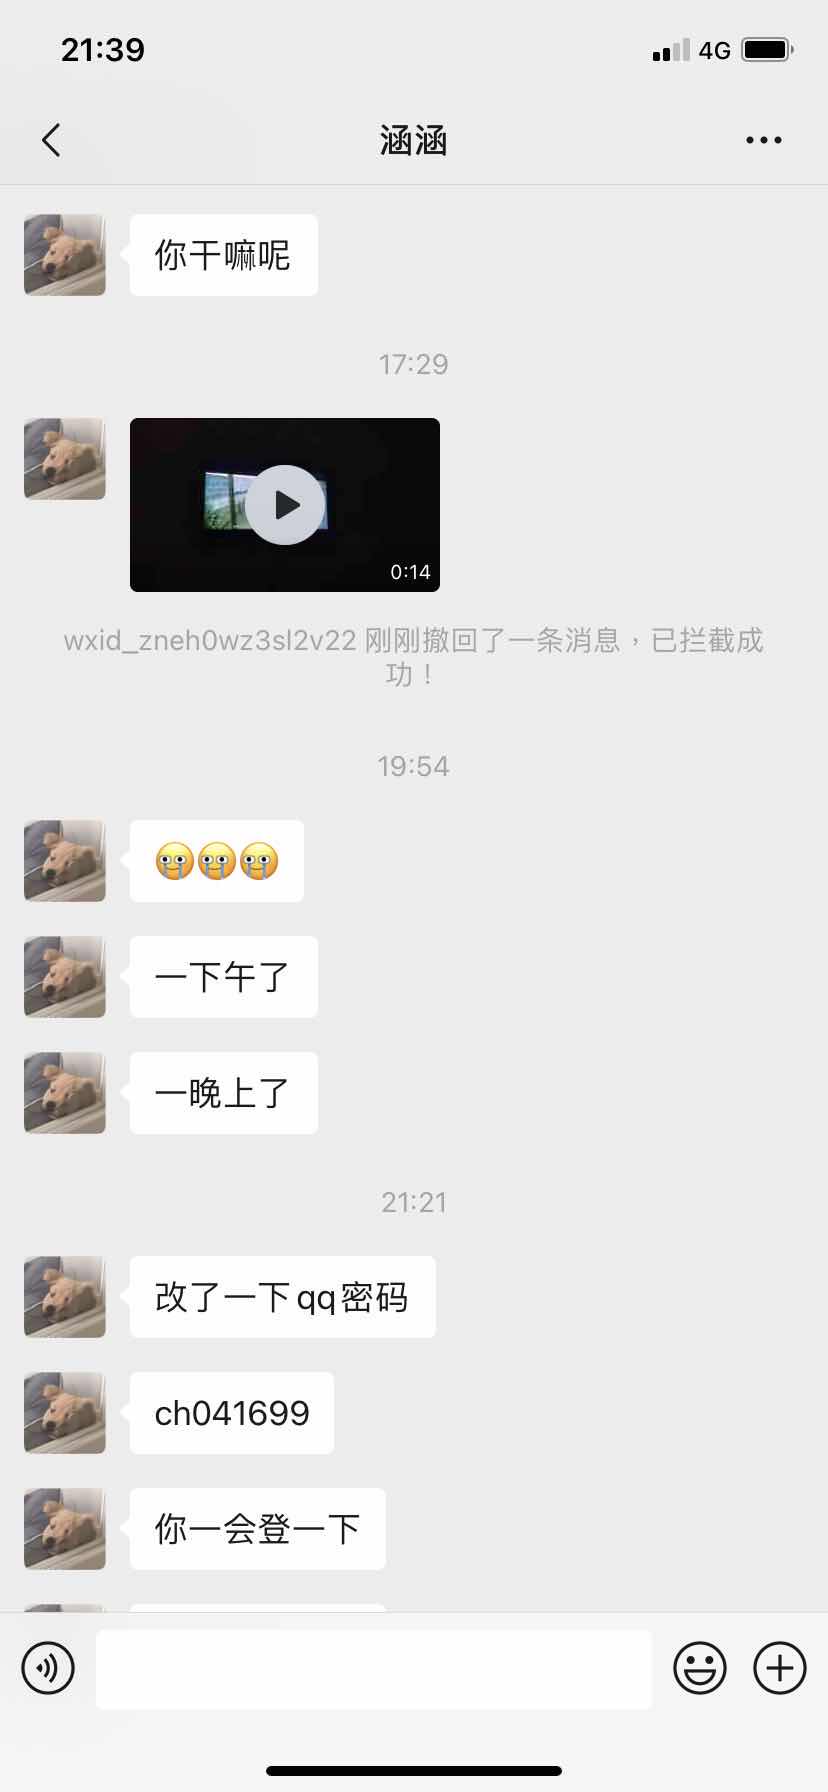 21:39
4G
涵涵
你干嘛呢
17:29
0:14
wxid_zneh0wz3sl2v22 刚刚撤回了一条消息，已拦截成
功！
19:54
一下午了
一晚上了
21:21
改了一下qq密码
ch041699
你一会登一下